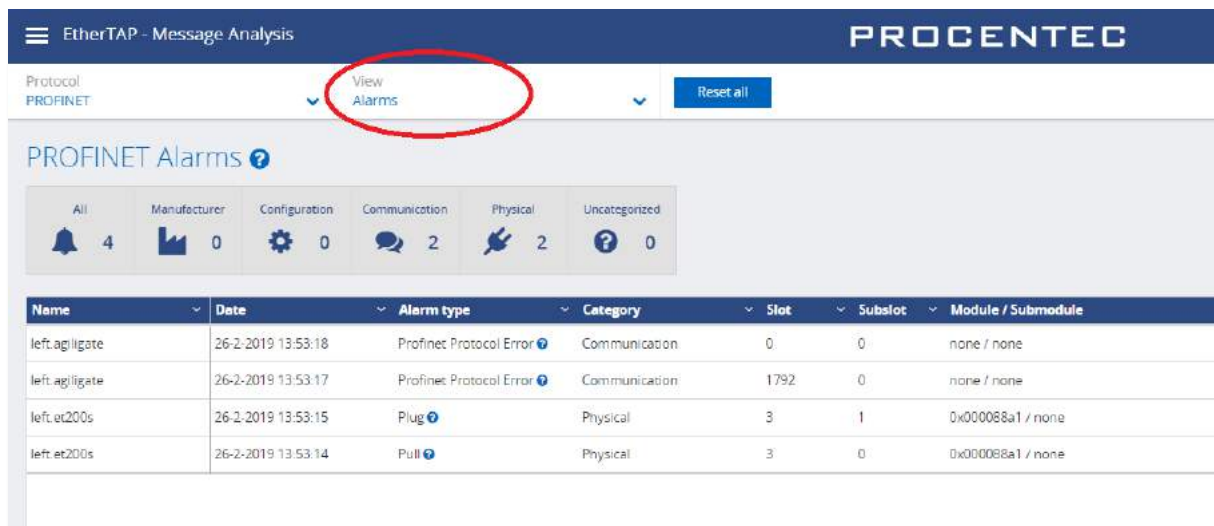 EtherTAP - Message Analysis
PROCENTEC
Protocol
PROFINET
View
Alarms
Reset all
PROFINET Alarms ?
All Manufacturer Configuration Communication Physical Uncategorized
4 0 0 2 2 ? 0
Name Date Alarm type Category Slot Subslot Module / Submodule
left.agiligate 26-2-2019 13:53:18 Profinet Protocol Error ? Communication 0 0 none / none
left.agiligate 26-2-2019 13:53:17 Profinet Protocol Error ? Communication 1792 0 none / none
left.et200s 26-2-2019 13:53:15 Plug ? Physical 3 1 0x000088a1 / none
left.et200s 26-2-2019 13:53:14 Pull ? Physical 3 0 0x000088a1 / none